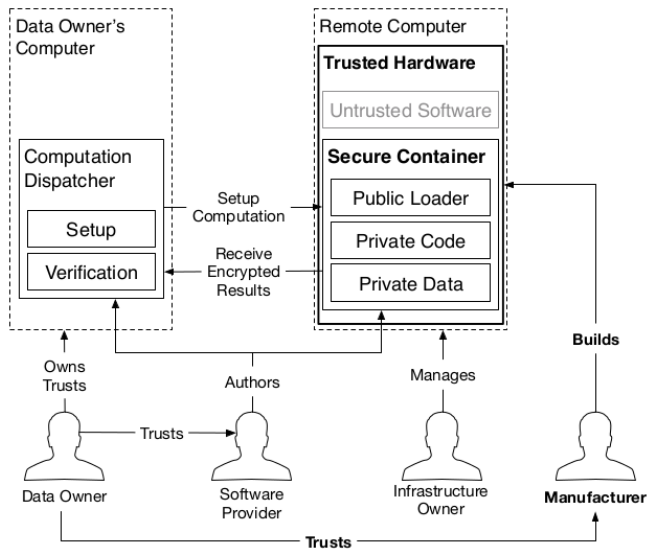 Data Owner's
Computer
Remote Computer
Trusted Hardware
Untrusted Software
Computation
Dispatcher
Setup
Verification
Secure Container
Public Loader
Private Code
Private Data
Setup
Computation
Receive
Encrypted
Results
Owns
Trusts
Authors
Manages
Builds
Trusts
Data Owner
Software
Provider
Infrastructure
Owner
Manufacturer
Trusts